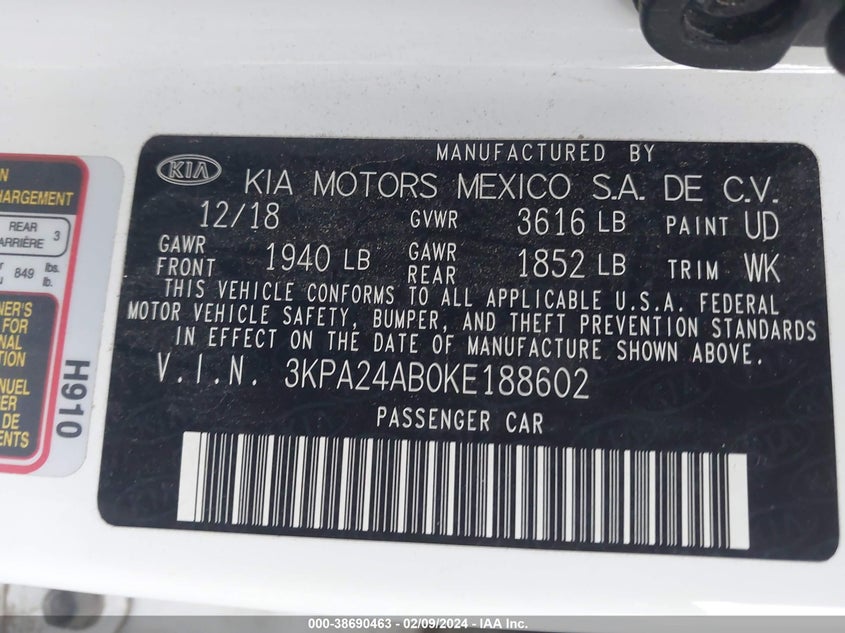 MANUFACTURED BY
KIA
KIA MOTORS MEXICO S.A. DE C.V.
12/18 GVWR 3616 LB PAINT UD
GAWR FRONT 1940 LB GAWR REAR 1852 LB TRIM WK
THIS VEHICLE CONFORMS TO ALL APPLICABLE U.S.A. FEDERAL
MOTOR VEHICLE SAFETY, BUMPER, AND THEFT PREVENTION STANDARDS
IN EFFECT ON THE DATE OF MANUFACTURE SHOWN ABOVE.
V.I.N. 3KPA24AB0KE188602
PASSENGER CAR
CHARGEMENT
REAR 3
ARRIÈRE
849 lbs.
lb.
FOR
DE
H910
000-38690463 - 02/09/2024 - IAA Inc.